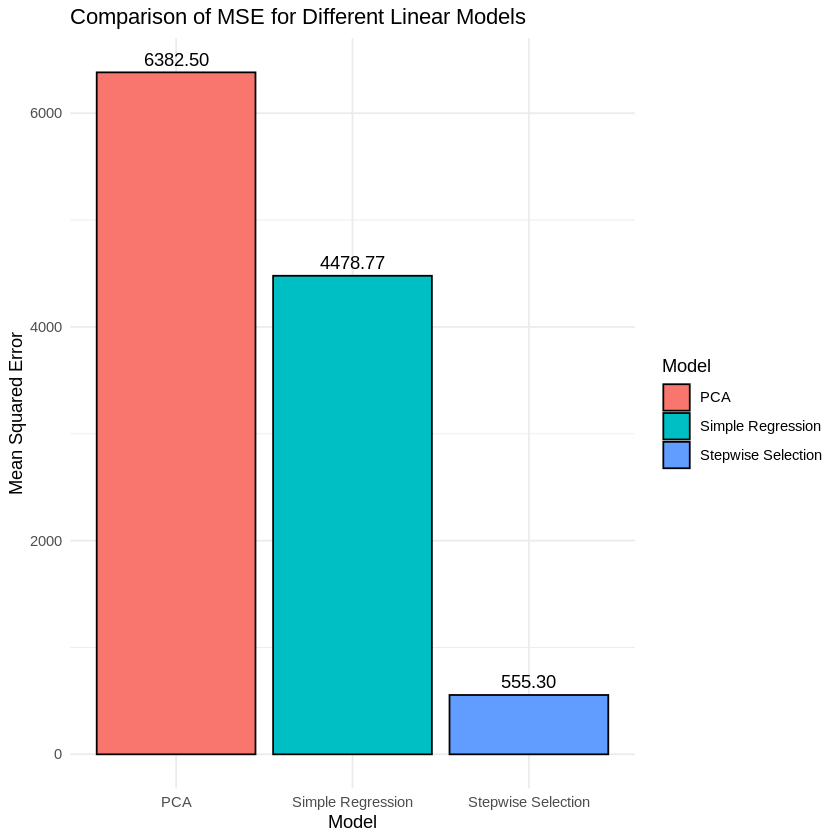 Comparison of MSE for Different Linear Models
6382.50
6000
4478.77
4000
Mean Squared Error
Model
PCA
Simple Regression
Stepwise Selection
2000
555.30
0
PCA
Simple Regression
Stepwise Selection
Model